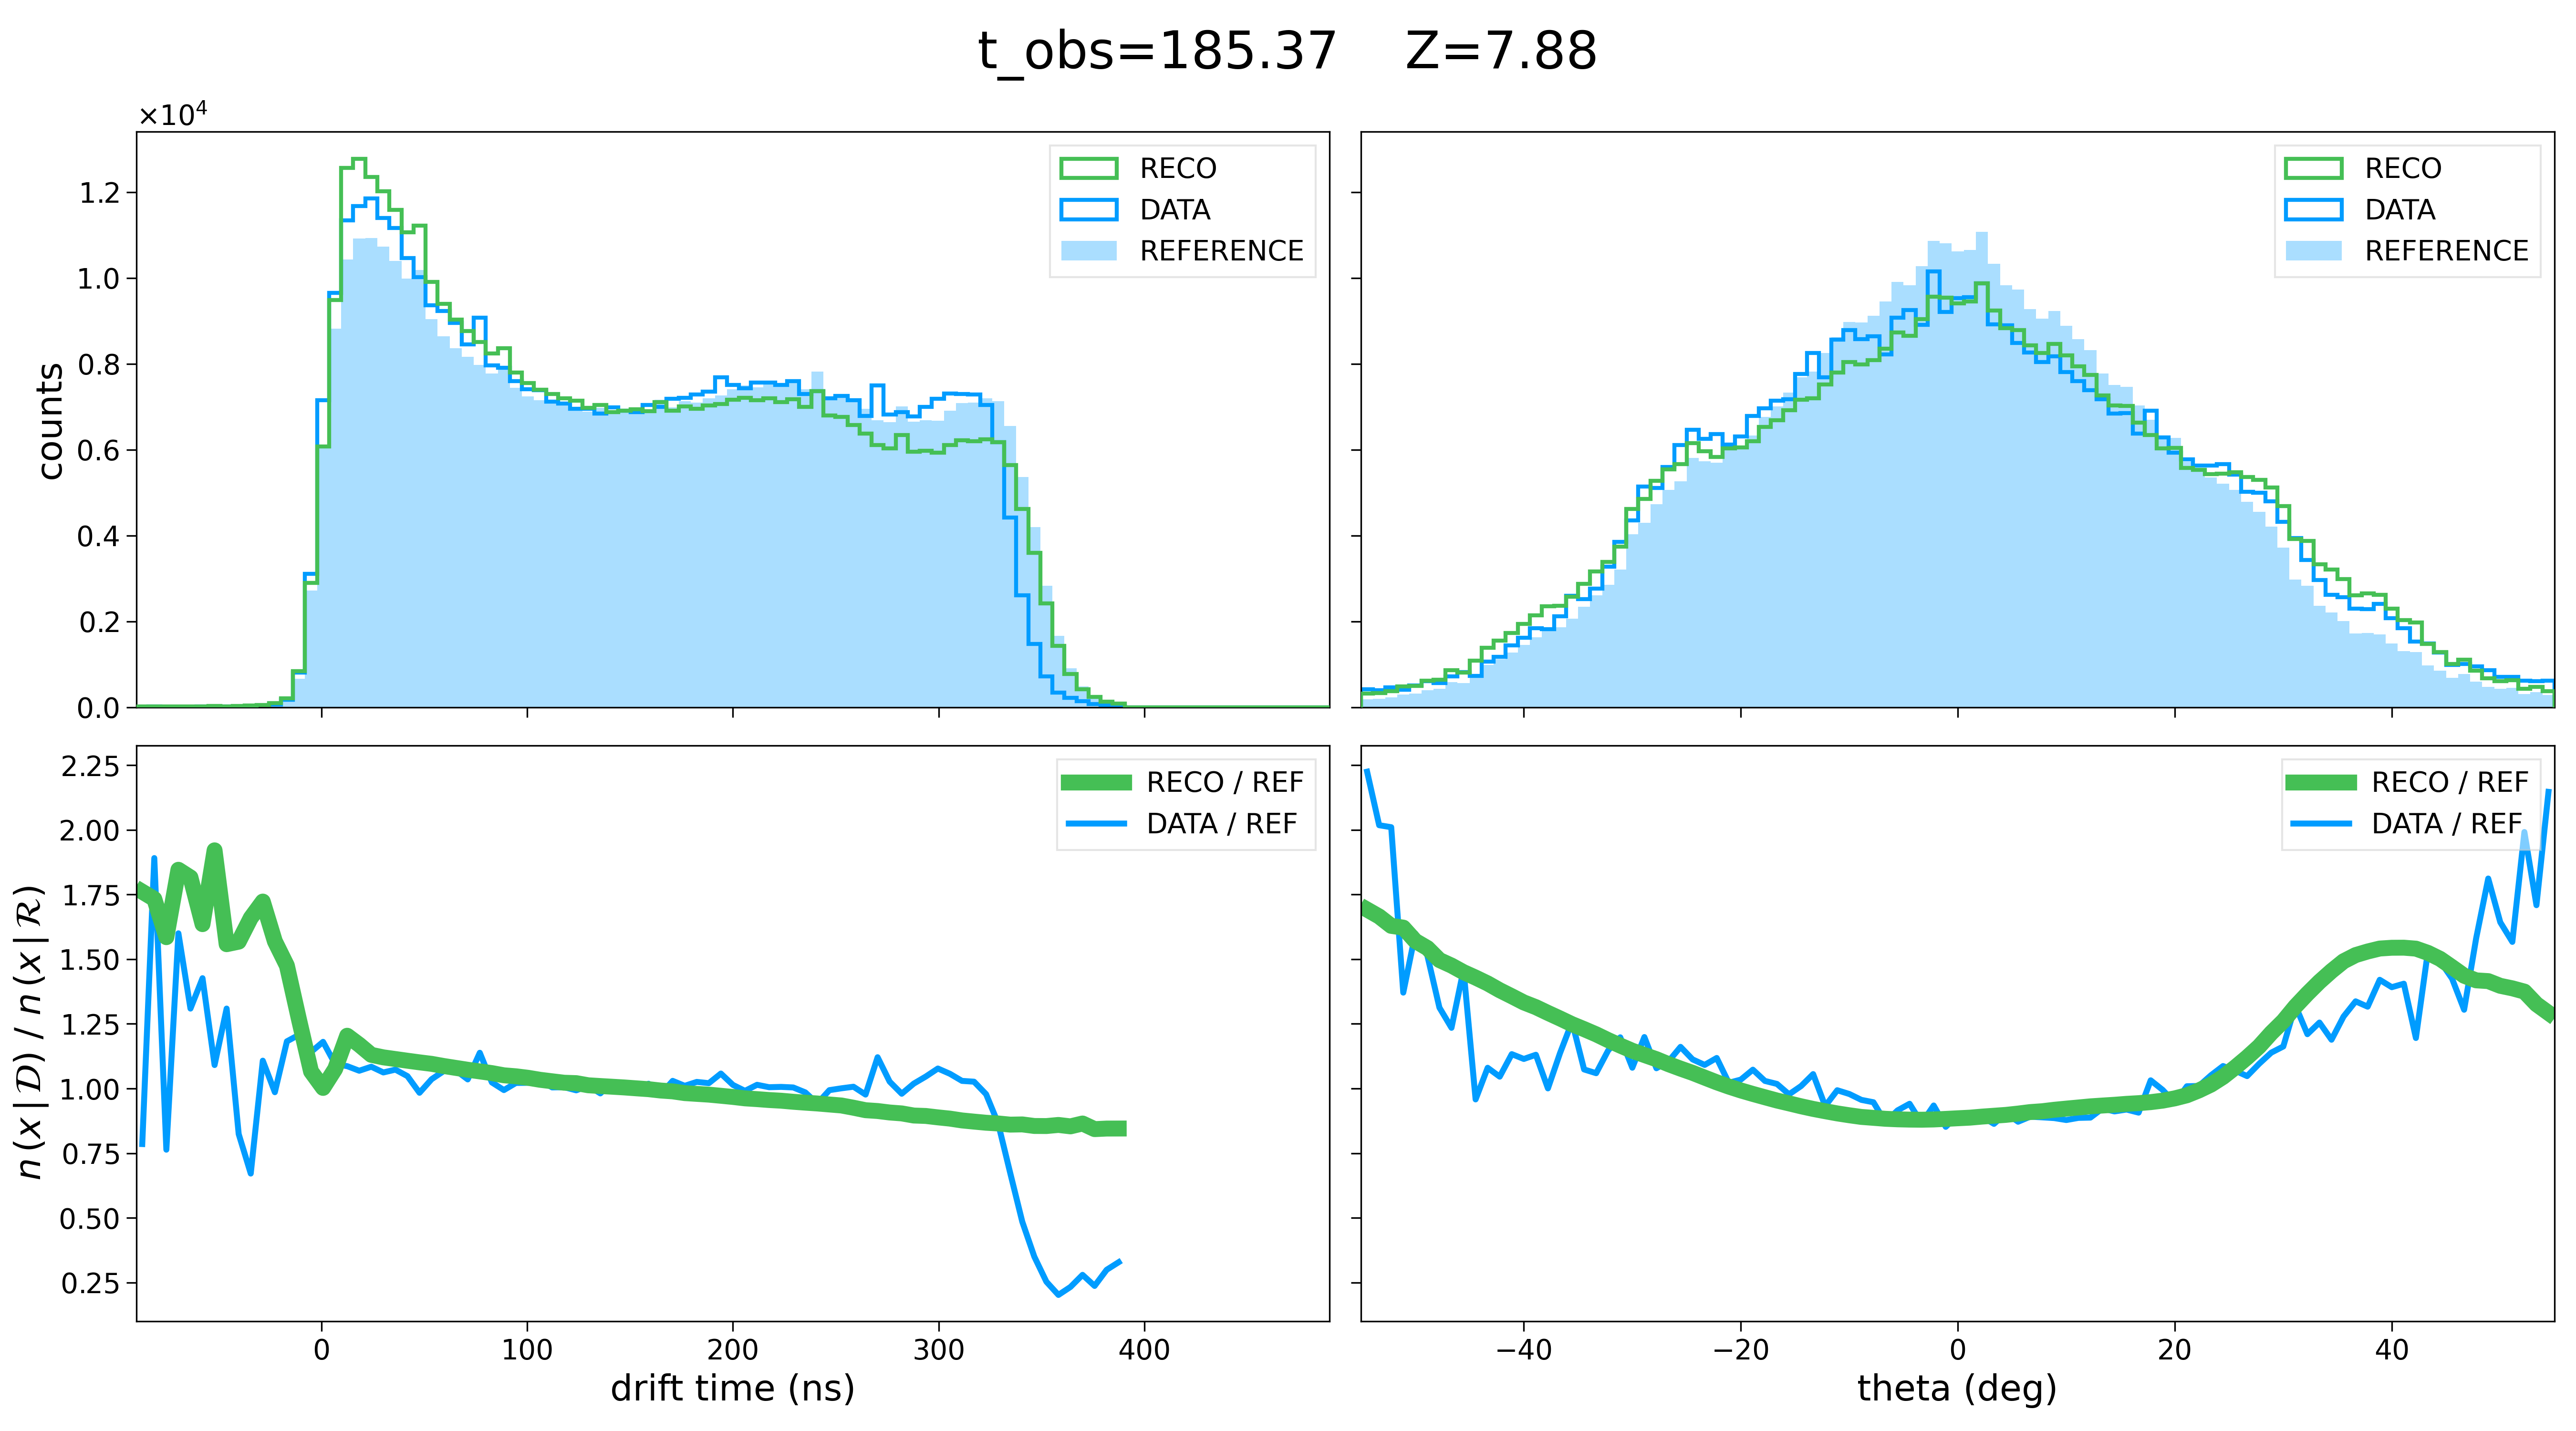 t_obs=185.37 Z=7.88
×10⁴
1.2
1.0
0.8
0.6
0.4
0.2
0.0
counts
RECO
DATA
REFERENCE
RECO
DATA
REFERENCE
2.25
2.00
1.75
1.50
1.25
1.00
0.75
0.50
0.25
n(x|𝒟) / n(x|ℛ)
RECO / REF
DATA / REF
RECO / REF
DATA / REF
0 100 200 300 400
drift time (ns)
−40 −20 0 20 40
theta (deg)